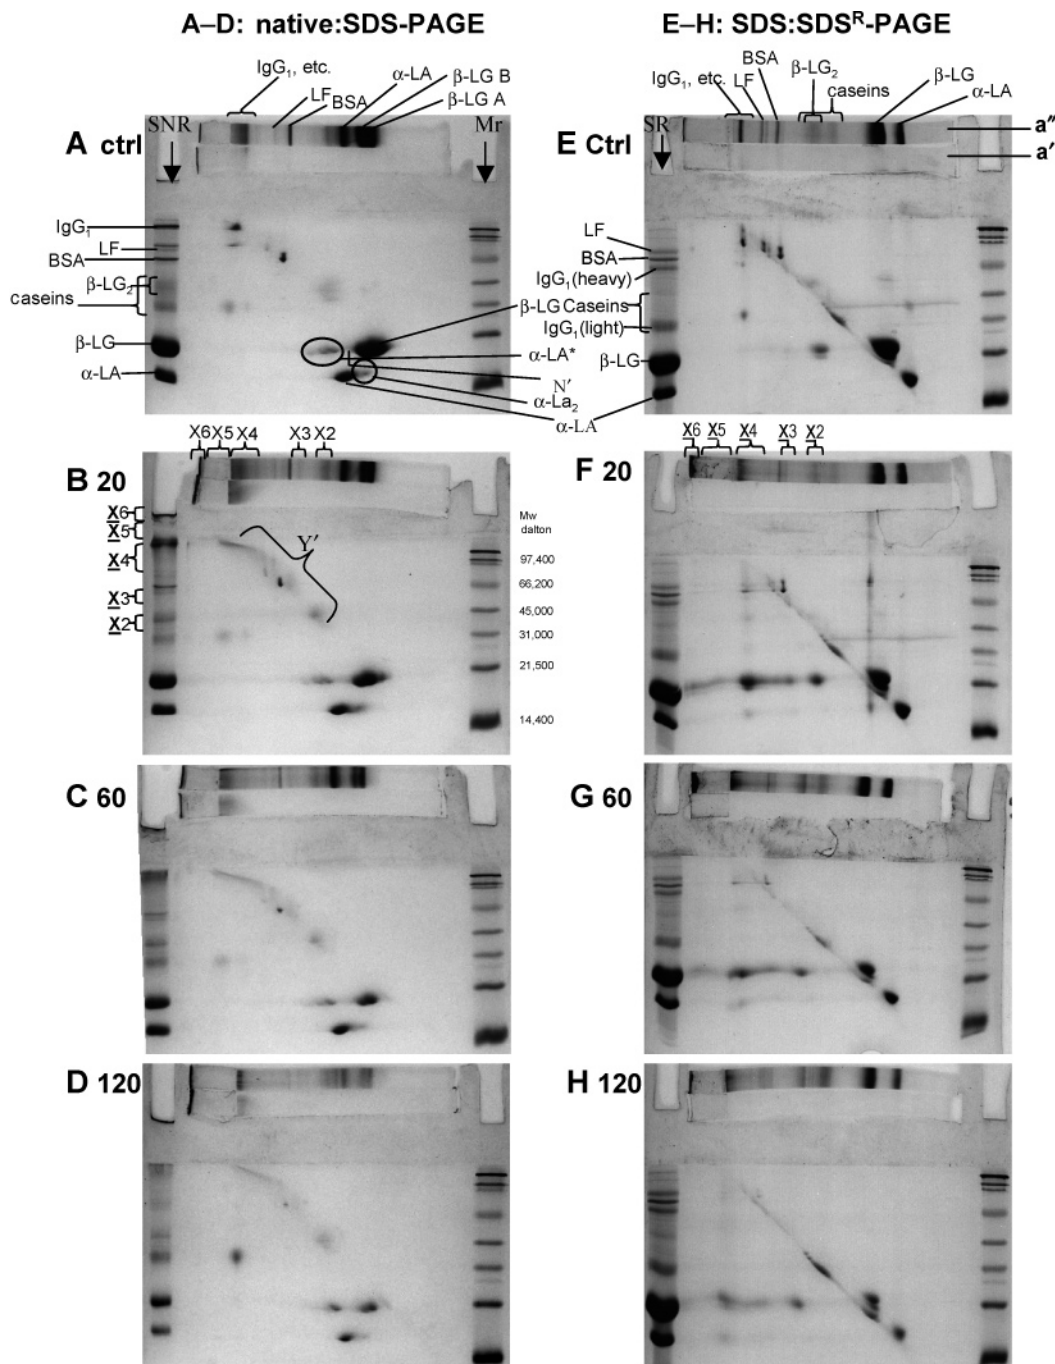 A–D: native:SDS-PAGE
E–H: SDS:SDSR-PAGE
IgG1, etc.
α-LA
LF
BSA
β-LG B
β-LG A
A ctrl
SNR
Mr
IgG1
LF
BSA
β-LG2
caseins
β-LG
α-LA
β-LG
α-LA*
N′
α-La2
α-LA
IgG1, etc.
BSA
LF
β-LG2
caseins
β-LG
α-LA
E Ctrl
SR
a″
a′
LF
BSA
IgG1(heavy)
Caseins
IgG1(light)
β-LG
X6 X5 X4 X3 X2
B 20
X6
X5
X4
X3
X2
Y′
Mw
dalton
97,400
66,200
45,000
31,000
21,500
14,400
X6 X5 X4 X3 X2
F 20
C 60
G 60
D 120
H 120